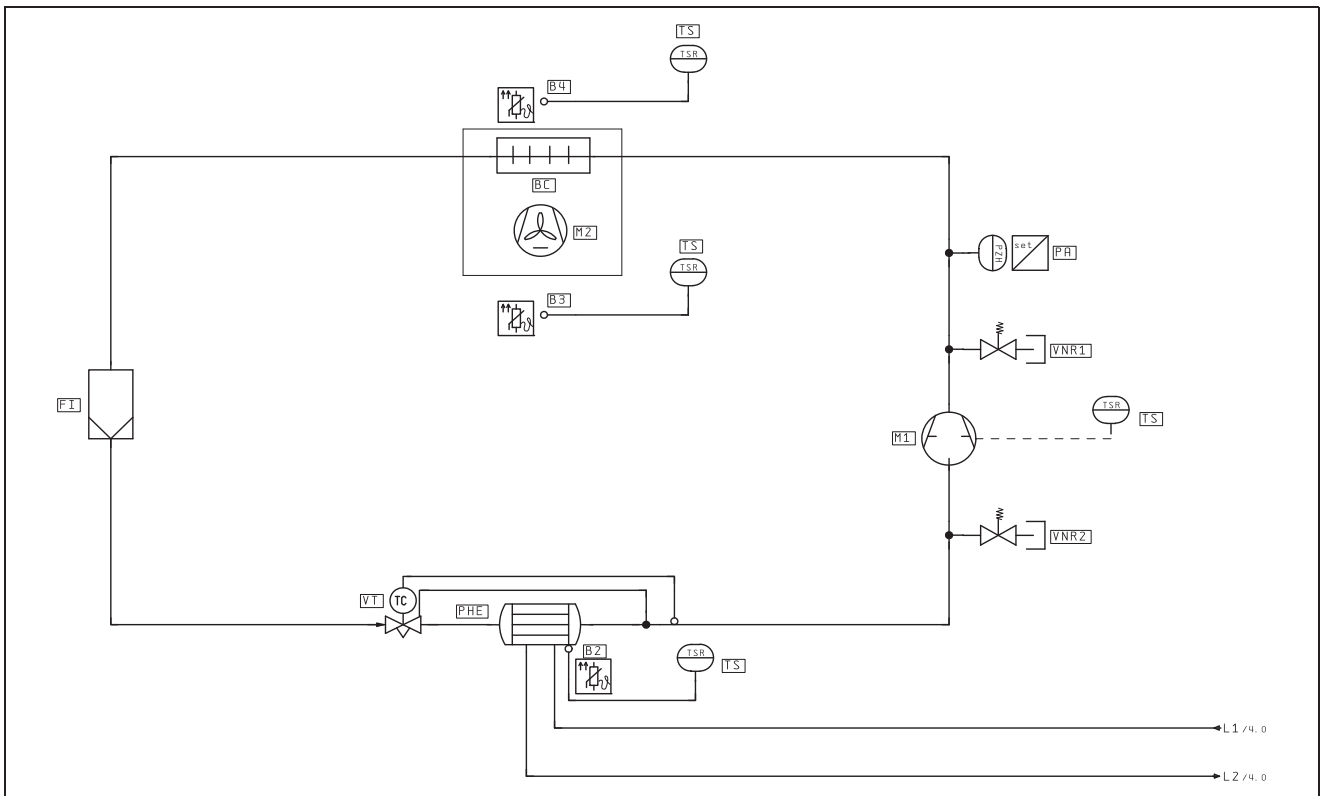 TS
TSR
B4
BC
M2
TS
TSR
B3
PZH
set
PA
VNR1
FI
M1
TSR
TS
VNR2
VT
TC
PHE
B2
TSR
TS
L1 /4.0
L2 /4.0